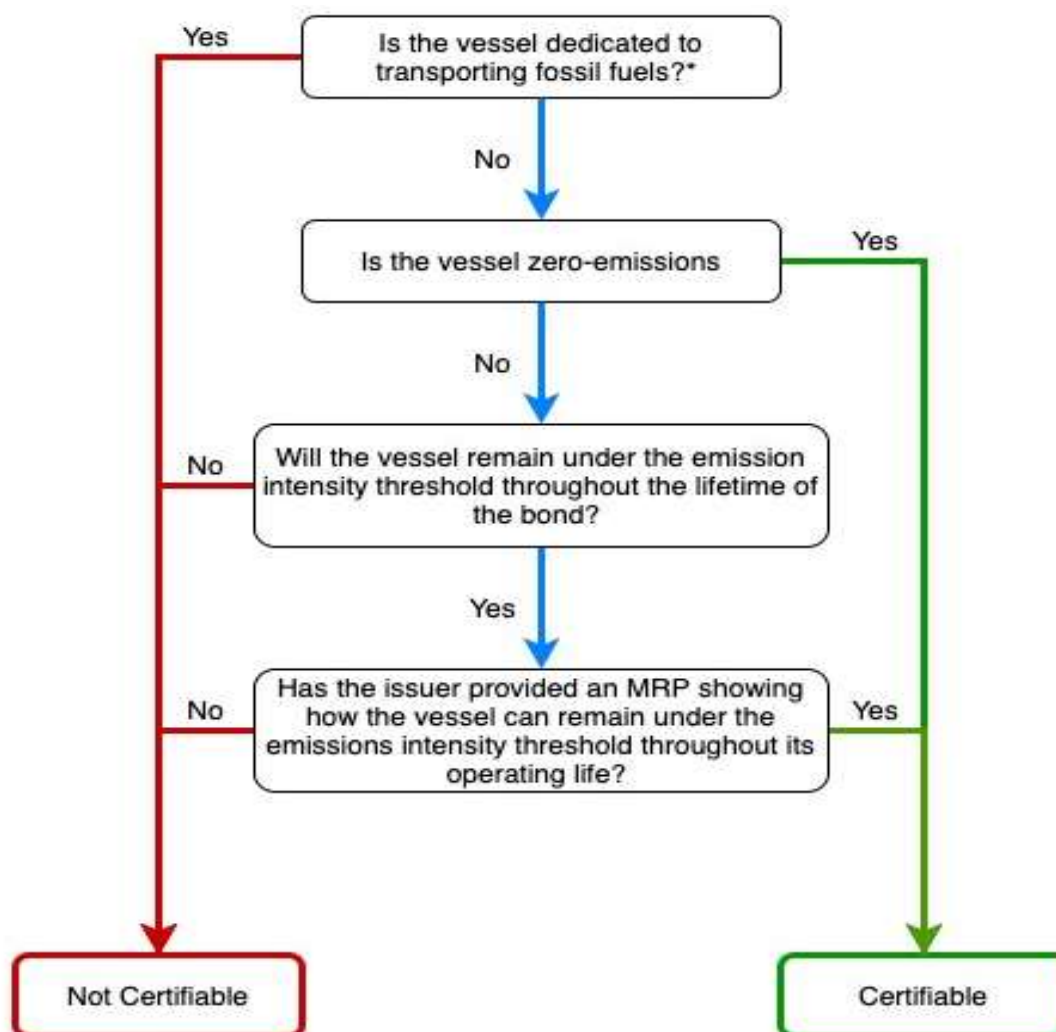 Yes
Is the vessel dedicated to
transporting fossil fuels?*
No
Is the vessel zero-emissions
Yes
No
No
Will the vessel remain under the emission
intensity threshold throughout the lifetime of
the bond?
Yes
No
Has the issuer provided an MRP showing
how the vessel can remain under the
emissions intensity threshold throughout its
operating life?
Yes
Not Certifiable
Certifiable